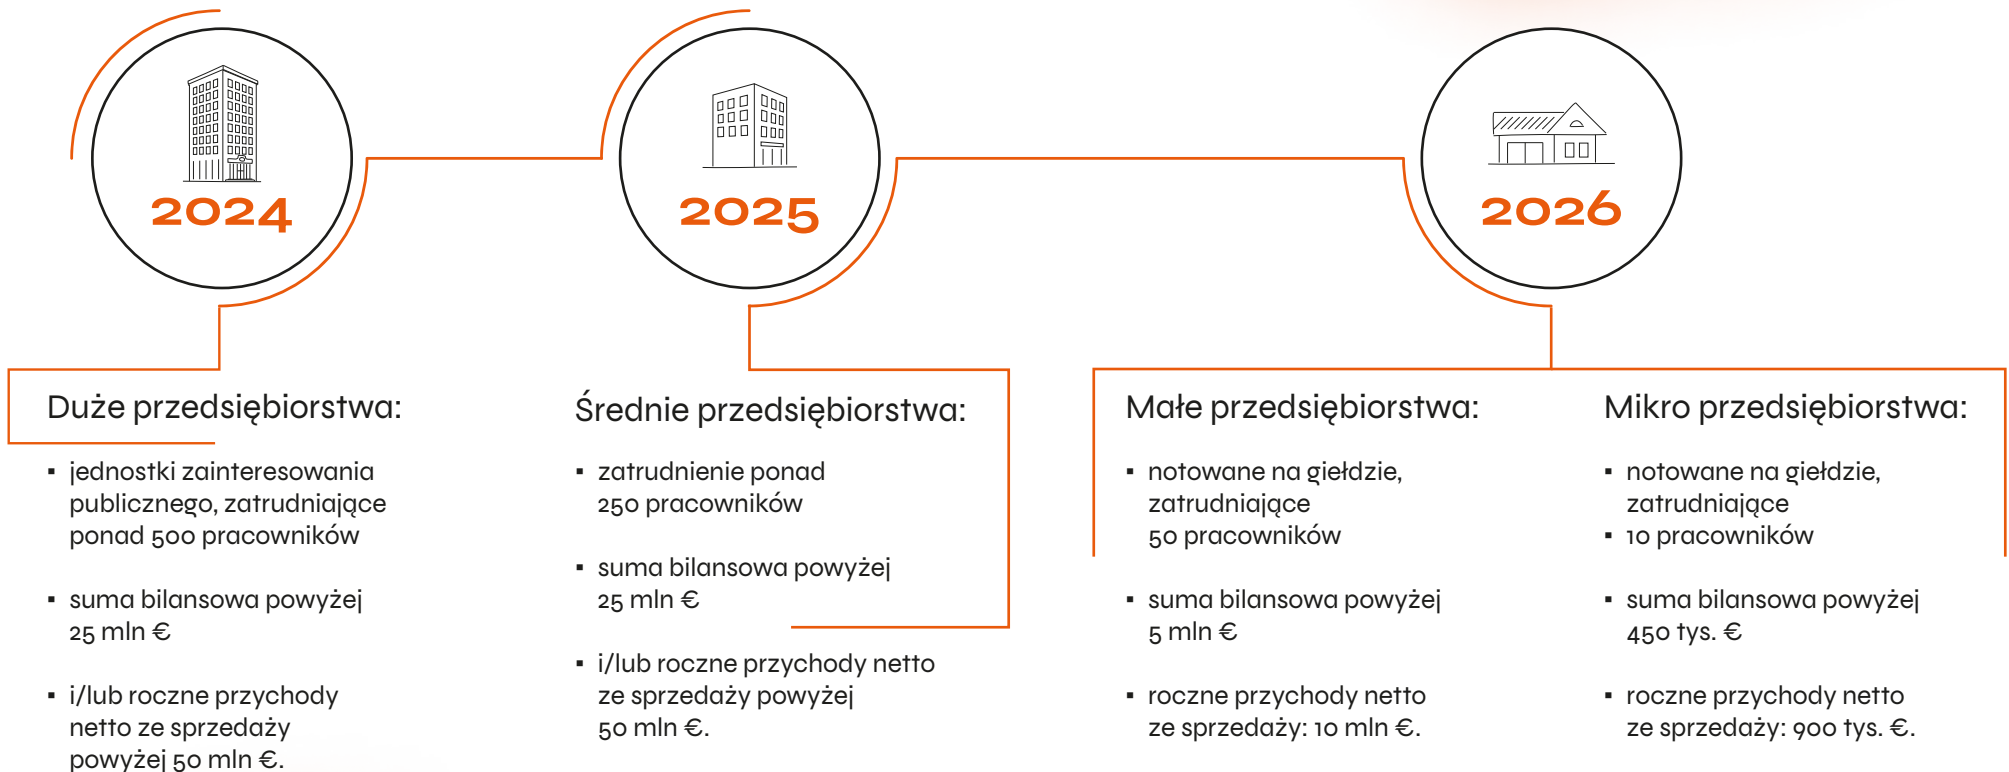 2024
2025
2026
Duże przedsiębiorstwa:
▪ jednostki zainteresowania
publicznego, zatrudniające
ponad 500 pracowników
▪ suma bilansowa powyżej
25 mln €
▪ i/lub roczne przychody
netto ze sprzedaży
powyżej 50 mln €.
Średnie przedsiębiorstwa:
▪ zatrudnienie ponad
250 pracowników
▪ suma bilansowa powyżej
25 mln €
▪ i/lub roczne przychody netto
ze sprzedaży powyżej
50 mln €.
Małe przedsiębiorstwa:
▪ notowane na giełdzie,
zatrudniające
50 pracowników
▪ suma bilansowa powyżej
5 mln €
▪ roczne przychody netto
ze sprzedaży: 10 mln €.
Mikro przedsiębiorstwa:
▪ notowane na giełdzie,
zatrudniające
▪ 10 pracowników
▪ suma bilansowa powyżej
450 tys. €
▪ roczne przychody netto
ze sprzedaży: 900 tys. €.